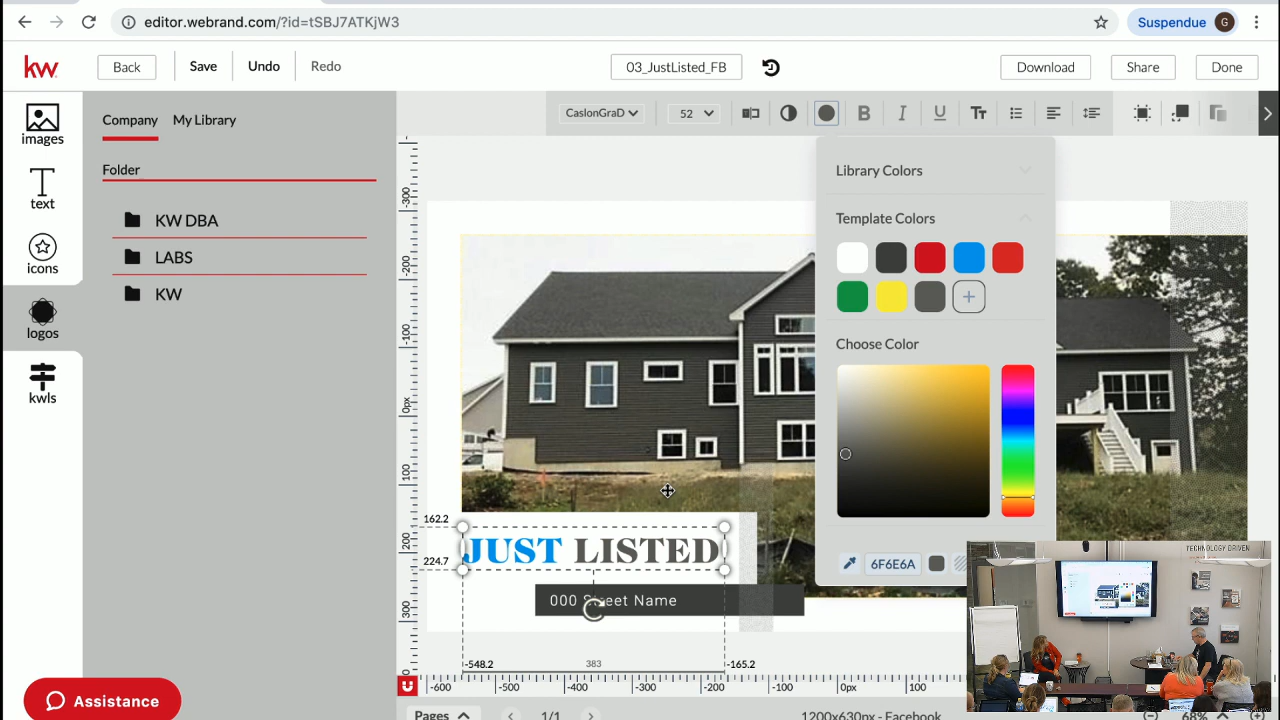 editor.webrand.com/?id=tSBJ7ATKjW3
Suspendue
G
kw
Back
Save
Undo
Redo
03_JustListed_FB
Download
Share
Done
images
text
icons
logos
kwls
Company
My Library
Folder
KW DBA
LABS
KW
CaslonGraD
52
B
I
U
TT
Library Colors
Template Colors
Choose Color
6F6E6A
-300
-200
-100
0px
100
200
300
162.2
224.7
JUST LISTED
000 Street Name
-548.2
383
-165.2
-600
-500
-400
-300
-200
-100
0px
100
TECHNOLOGY DRIVEN
Assistance
Pages
1/1
1200x630px - Facebook
68%